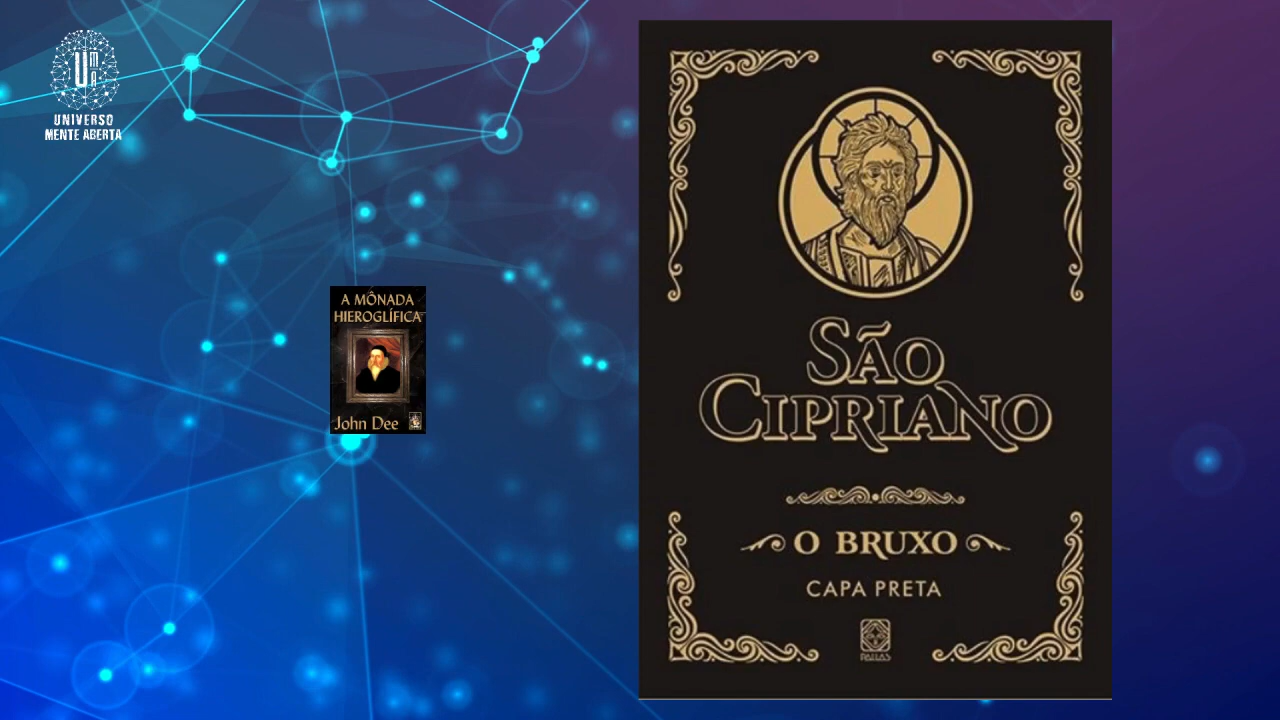 UNIVERSO
MENTE ABERTA
A MÔNADA
HIEROGLÍFICA
John Dee
SÃO
CIPRIANO
O BRUXO
CAPA PRETA
PALLAS